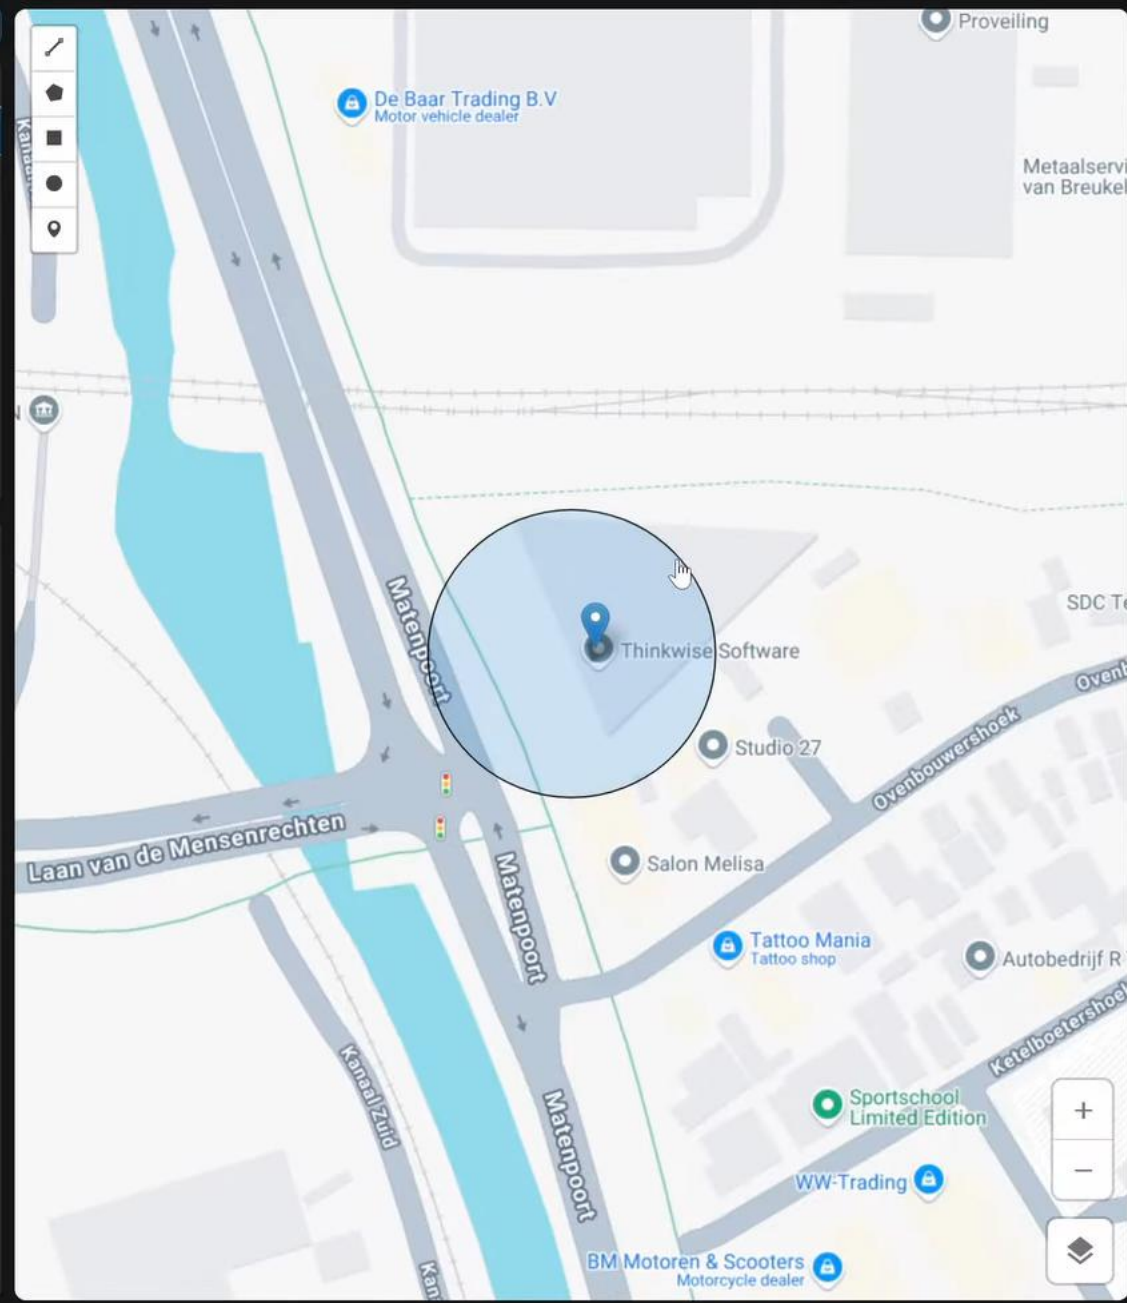 Proveiling
De Baar Trading B.V
Motor vehicle dealer
Metaalservi
van Breukel
Matenpoort
SDC Te
Thinkwise Software
Ovenb
Studio 27
Ovenbouwershoek
Laan van de Mensenrechten
Salon Melisa
Matenpoort
Tattoo Mania
Tattoo shop
Autobedrijf R
Ketelboetershoek
Kanaal Zuid
Sportschool
Limited Edition
Matenpoort
WW-Trading
BM Motoren & Scooters
Motorcycle dealer
Kan